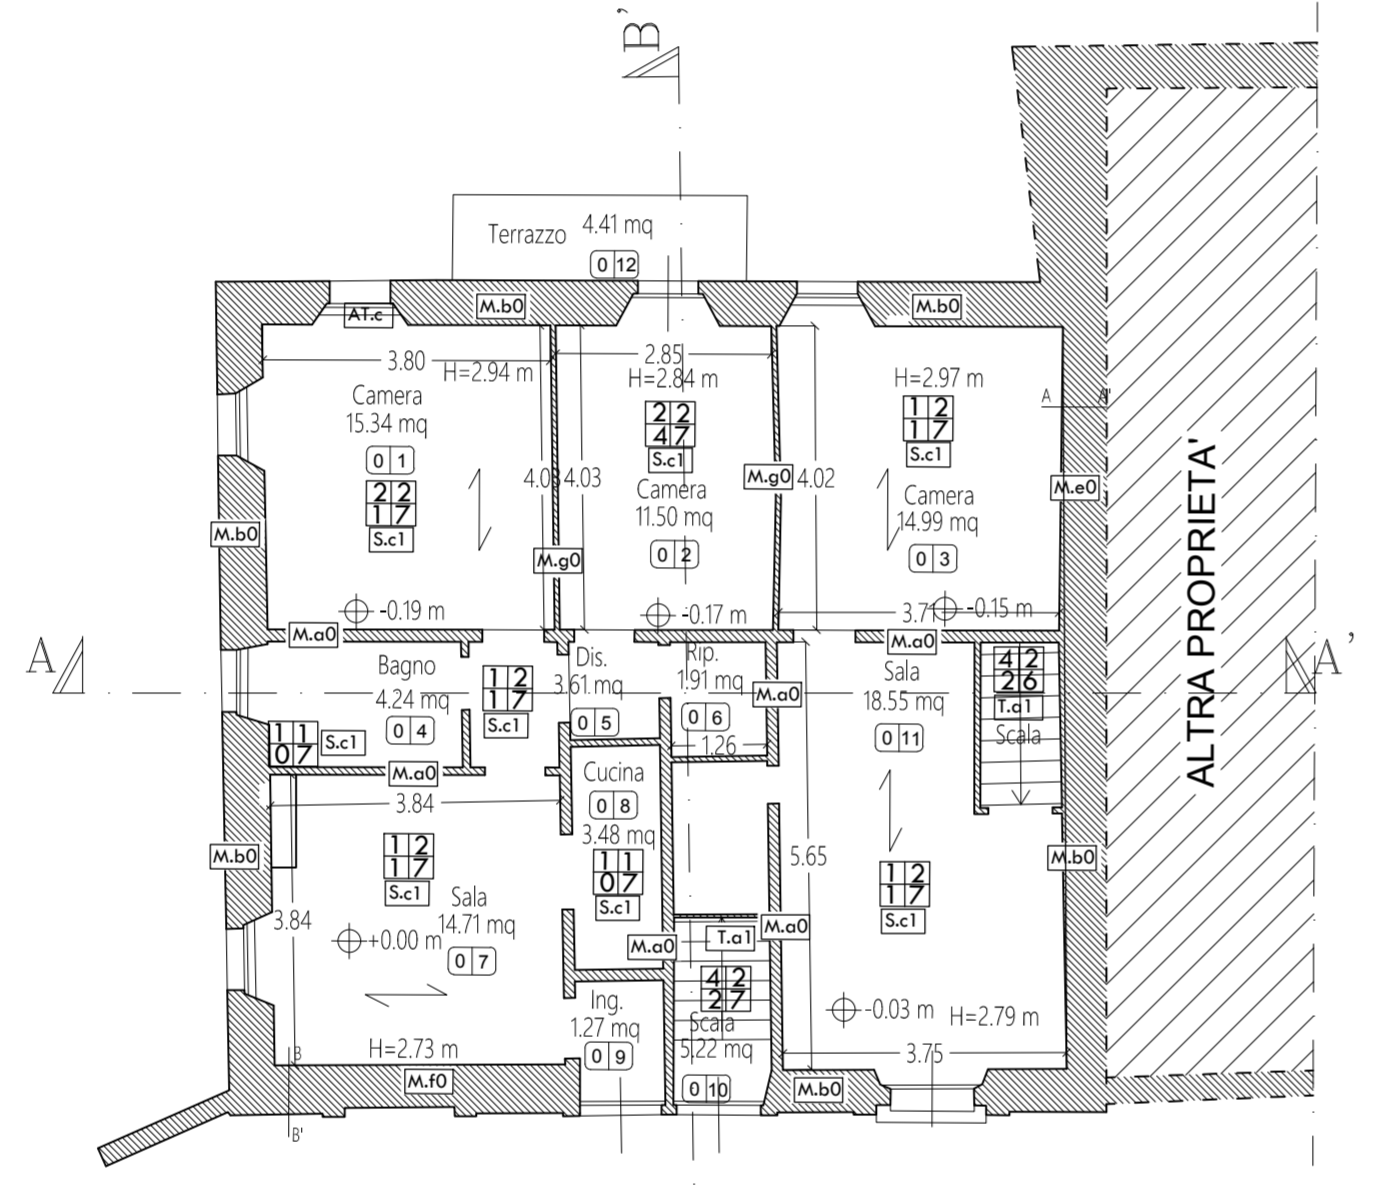 B'
Terrazzo 4.41 mq
0 12
AT.c
M.b0
M.b0
3.80
H=2.94 m
Camera
15.34 mq
0 1
2 2
1 7
S.c1
-0.19 m
M.b0
M.g0
4.03
2.85
H=2.84 m
2 2
4 7
S.c1
Camera
11.50 mq
0 2
-0.17 m
M.g0
4.02
H=2.97 m
1 2
1 7
S.c1
Camera
14.99 mq
0 3
3.71
-0.15 m
A
A'
M.e0
ALTRA PROPRIETA'
A
A'
M.a0
Bagno
4.24 mq
0 4
1 1
0 7
S.c1
1 2
1 7
S.c1
Dis.
3.61 mq
0 5
Rip.
1.91 mq
0 6
1.26
M.a0
M.a0
Sala
18.55 mq
0 11
4 2
2 6
T.a1
Scala
M.a0
3.84
M.b0
1 2
1 7
S.c1
3.84
Sala
14.71 mq
+0.00 m
0 7
H=2.73 m
Cucina
0 8
3.48 mq
1 1
0 7
S.c1
M.a0
M.a0
T.a1
4 2
2 7
Scala
5.22 mq
0 10
Ing.
1.27 mq
0 9
5.65
1 2
1 7
S.c1
M.b0
-0.03 m
H=2.79 m
3.75
M.b0
M.f0
B
B'